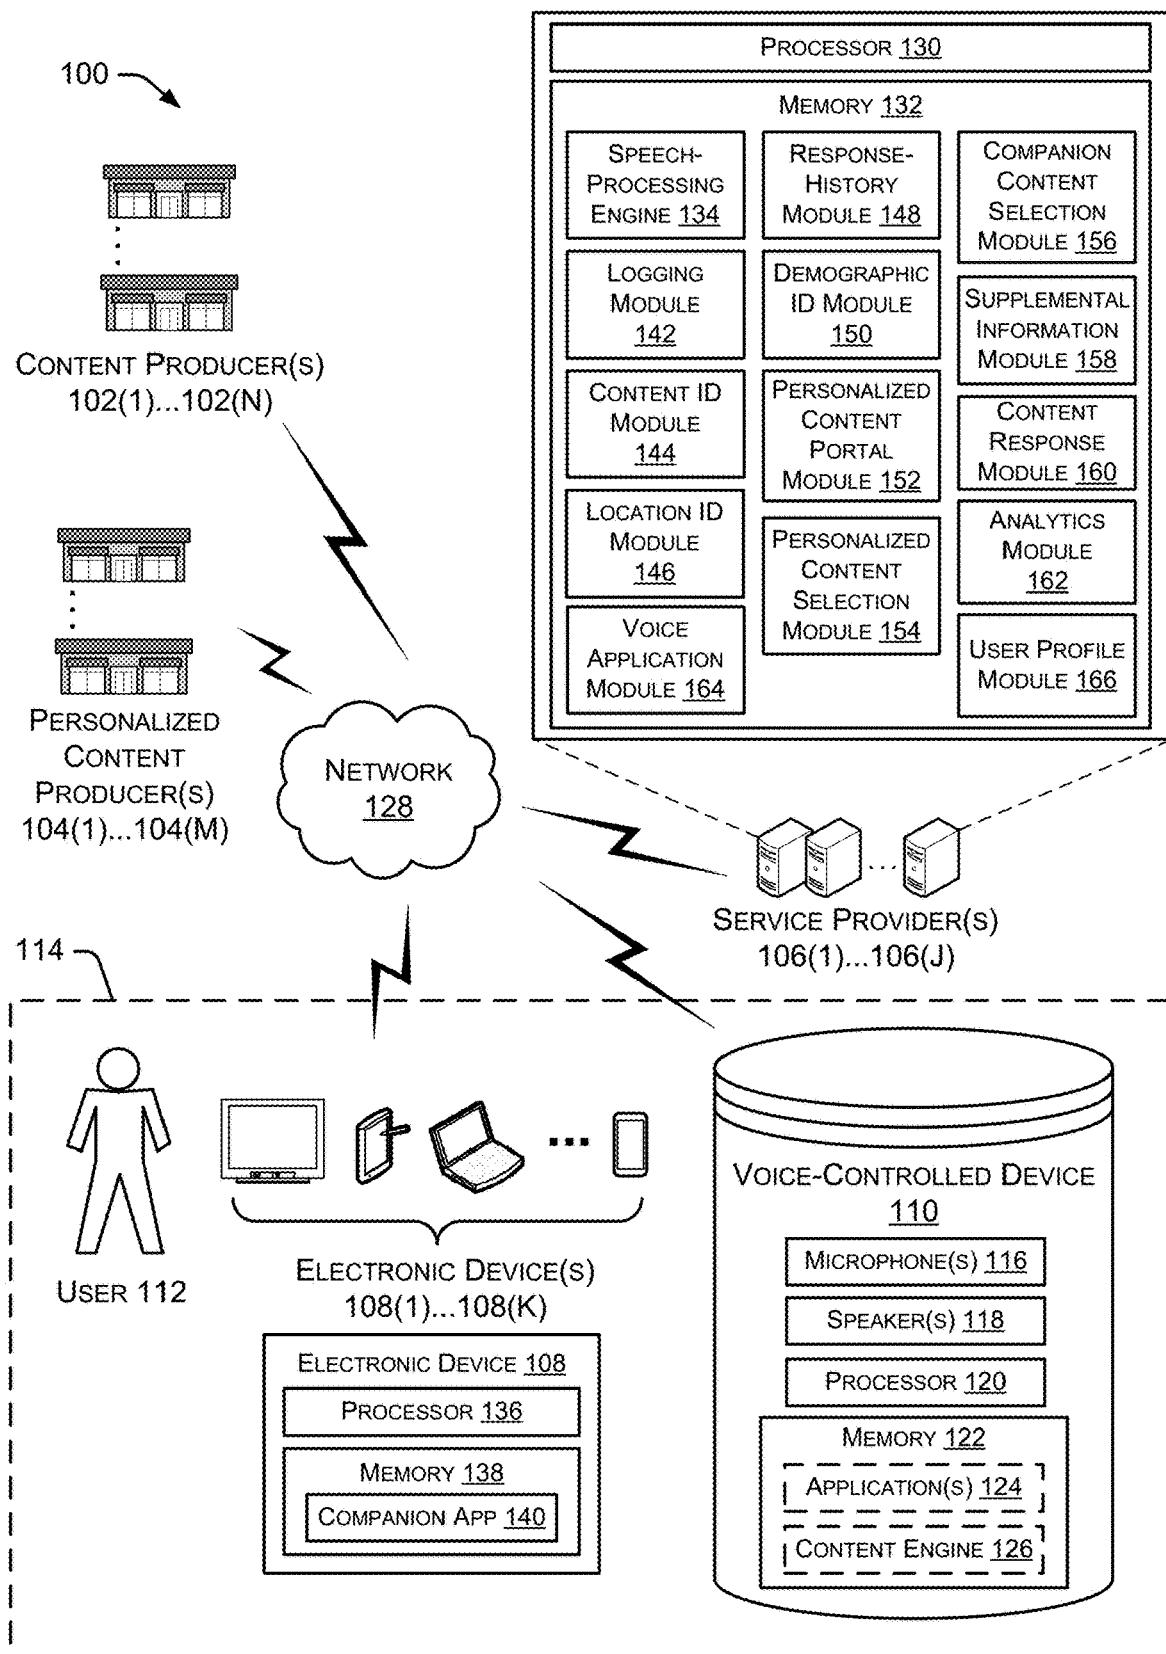 100
CONTENT PRODUCER(S)
102(1)...102(N)
PERSONALIZED
CONTENT
PRODUCER(S)
104(1)...104(M)
NETWORK
128
PROCESSOR 130
MEMORY 132
SPEECH-
PROCESSING
ENGINE 134
LOGGING
MODULE
142
CONTENT ID
MODULE
144
LOCATION ID
MODULE
146
VOICE
APPLICATION
MODULE 164
RESPONSE-
HISTORY
MODULE 148
DEMOGRAPHIC
ID MODULE
150
PERSONALIZED
CONTENT
PORTAL
MODULE 152
PERSONALIZED
CONTENT
SELECTION
MODULE 154
COMPANION
CONTENT
SELECTION
MODULE 156
SUPPLEMENTAL
INFORMATION
MODULE 158
CONTENT
RESPONSE
MODULE 160
ANALYTICS
MODULE
162
USER PROFILE
MODULE 166
SERVICE PROVIDER(S)
106(1)...106(J)
114
USER 112
ELECTRONIC DEVICE(S)
108(1)...108(K)
ELECTRONIC DEVICE 108
PROCESSOR 136
MEMORY 138
COMPANION APP 140
VOICE-CONTROLLED DEVICE
110
MICROPHONE(S) 116
SPEAKER(S) 118
PROCESSOR 120
MEMORY 122
APPLICATION(S) 124
CONTENT ENGINE 126